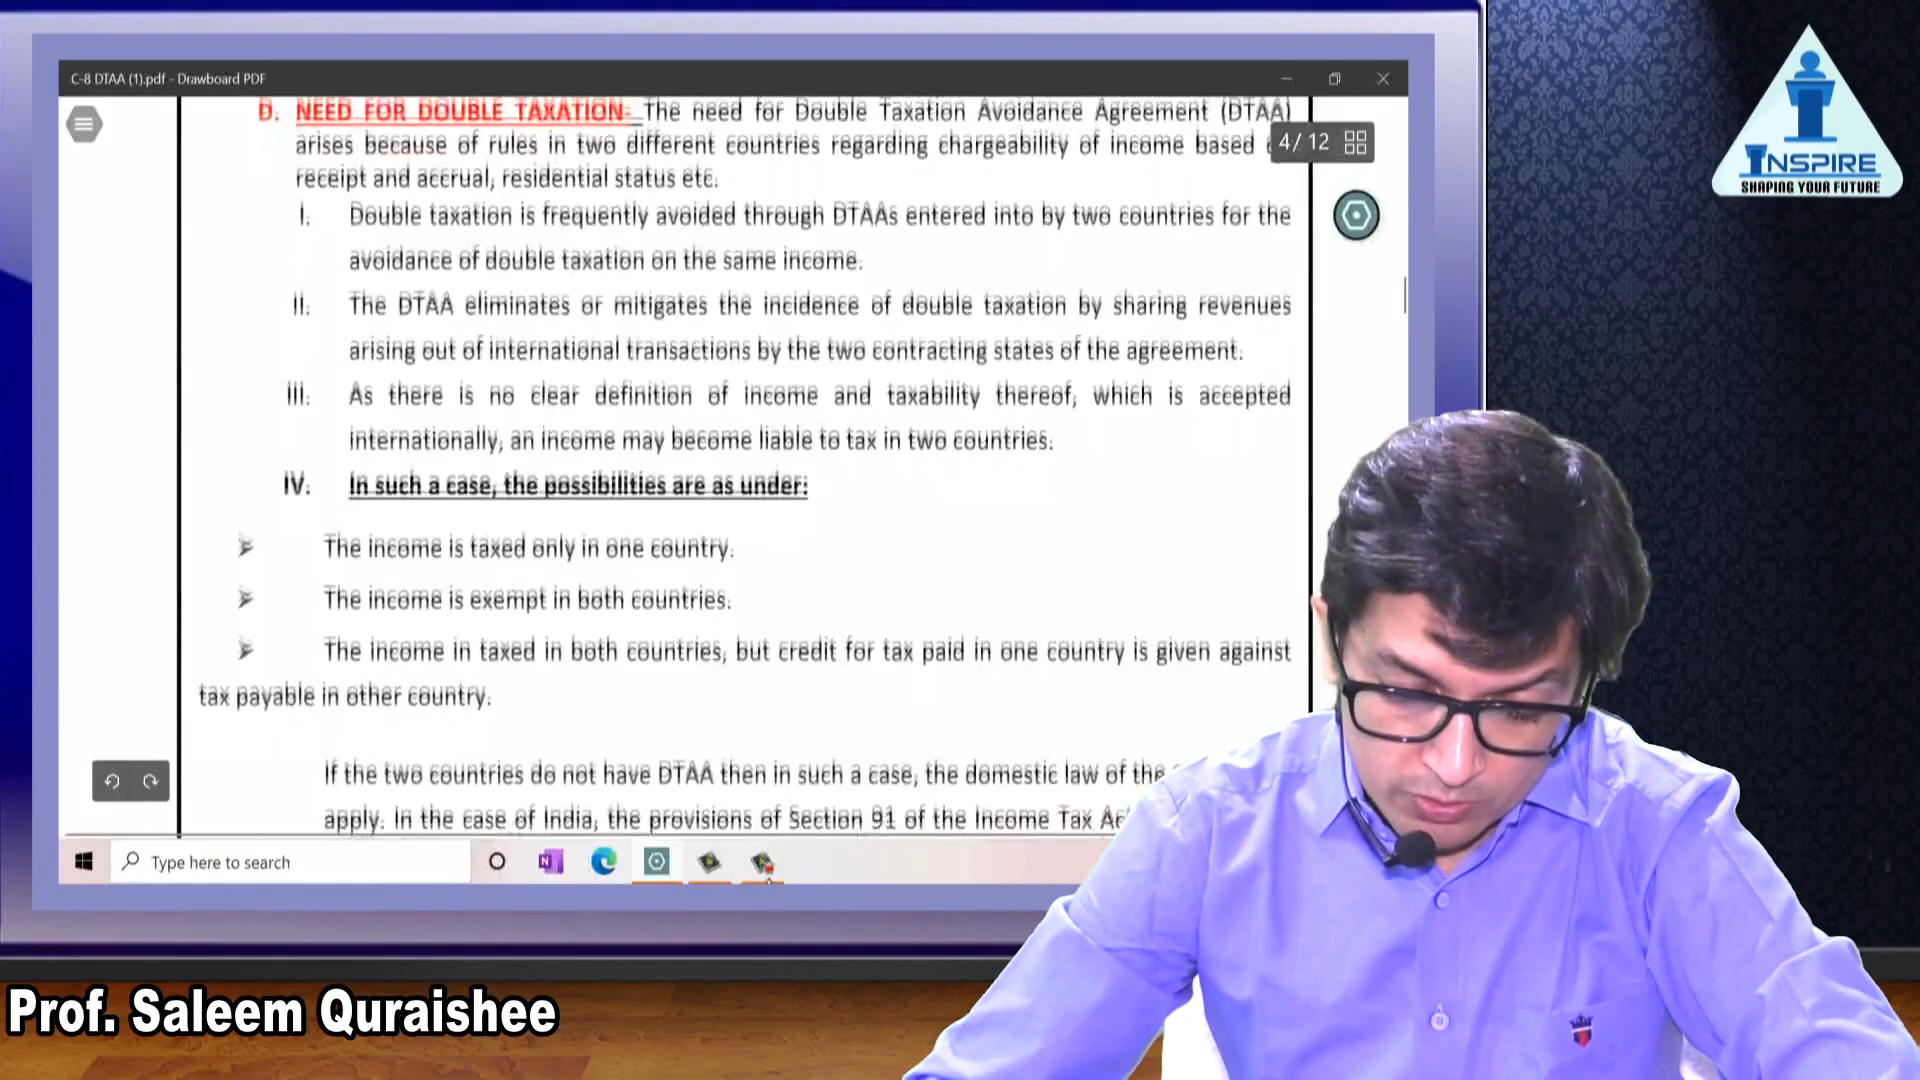 C-8 DTAA (1).pdf - Drawboard PDF
D. NEED FOR DOUBLE TAXATION- The need for Double Taxation Avoidance Agreement (DTAA)
arises because of rules in two different countries regarding chargeability of income based
4/ 12
receipt and accrual, residential status etc.
I. Double taxation is frequently avoided through DTAAs entered into by two countries for the
avoidance of double taxation on the same income.
II. The DTAA eliminates or mitigates the incidence of double taxation by sharing revenues
arising out of international transactions by the two contracting states of the agreement.
III. As there is no clear definition of income and taxability thereof, which is accepted
internationally, an income may become liable to tax in two countries.
IV. In such a case, the possibilities are as under:
➢ The income is taxed only in one country.
➢ The income is exempt in both countries.
➢ The income in taxed in both countries, but credit for tax paid in one country is given against
tax payable in other country.
If the two countries do not have DTAA then in such a case, the domestic law of the
apply. In the case of India, the provisions of Section 91 of the Income Tax
Type here to search
INSPIRE
SHAPING YOUR FUTURE
Prof. Saleem Quraishee